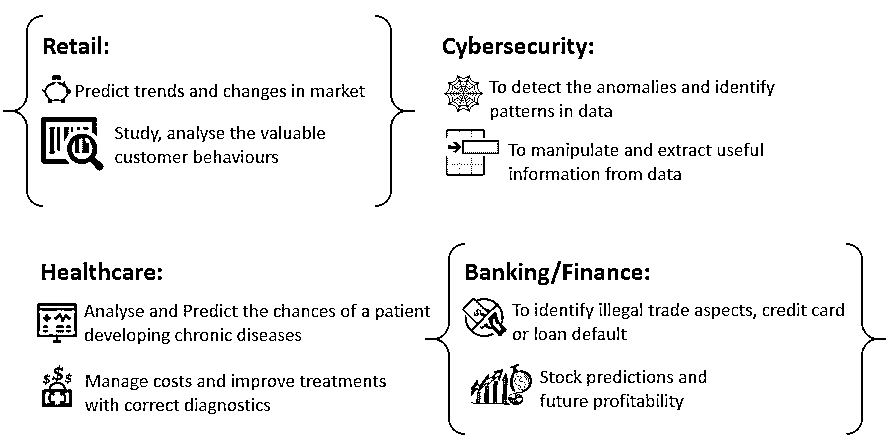 Retail:
Predict trends and changes in market
Study, analyse the valuable
customer behaviours
Cybersecurity:
To detect the anomalies and identify
patterns in data
To manipulate and extract useful
information from data
Healthcare:
Analyse and Predict the chances of a patient
developing chronic diseases
Manage costs and improve treatments
with correct diagnostics
Banking/Finance:
To identify illegal trade aspects, credit card
or loan default
Stock predictions and
future profitability